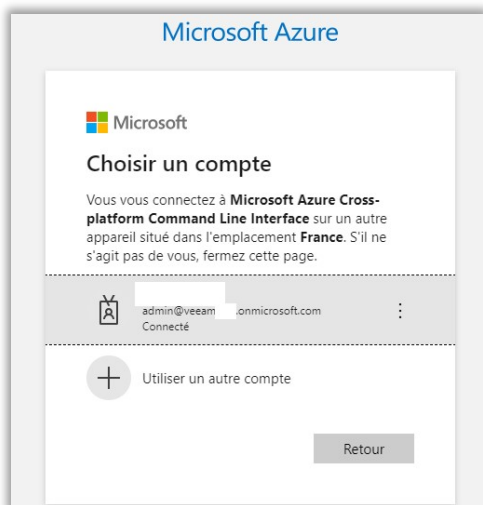 Microsoft Azure
Microsoft
Choisir un compte
Vous vous connectez à Microsoft Azure Cross-
platform Command Line Interface sur un autre
appareil situé dans l'emplacement France. S'il ne
s'agit pas de vous, fermez cette page.
admin@veeam .onmicrosoft.com
Connecté
Utiliser un autre compte
Retour